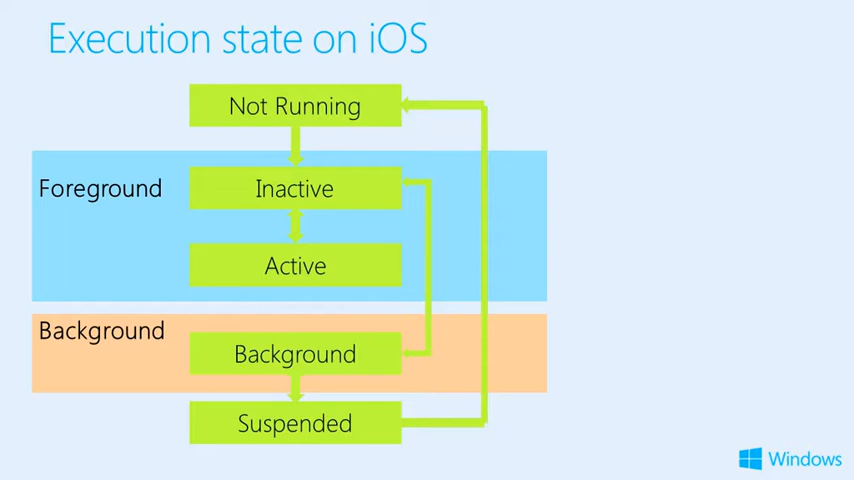 Execution state on iOS
Not Running
Foreground
Inactive
Active
Background
Background
Suspended
Windows